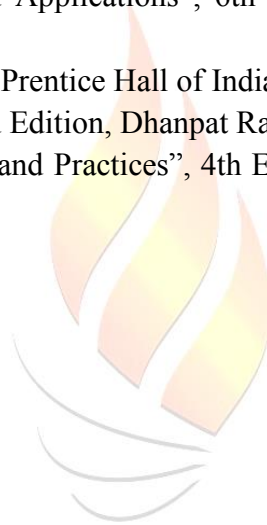 Applications”, 6th
Prentice Hall of India
Edition, Dhanpat Ra
and Practices”, 4th E